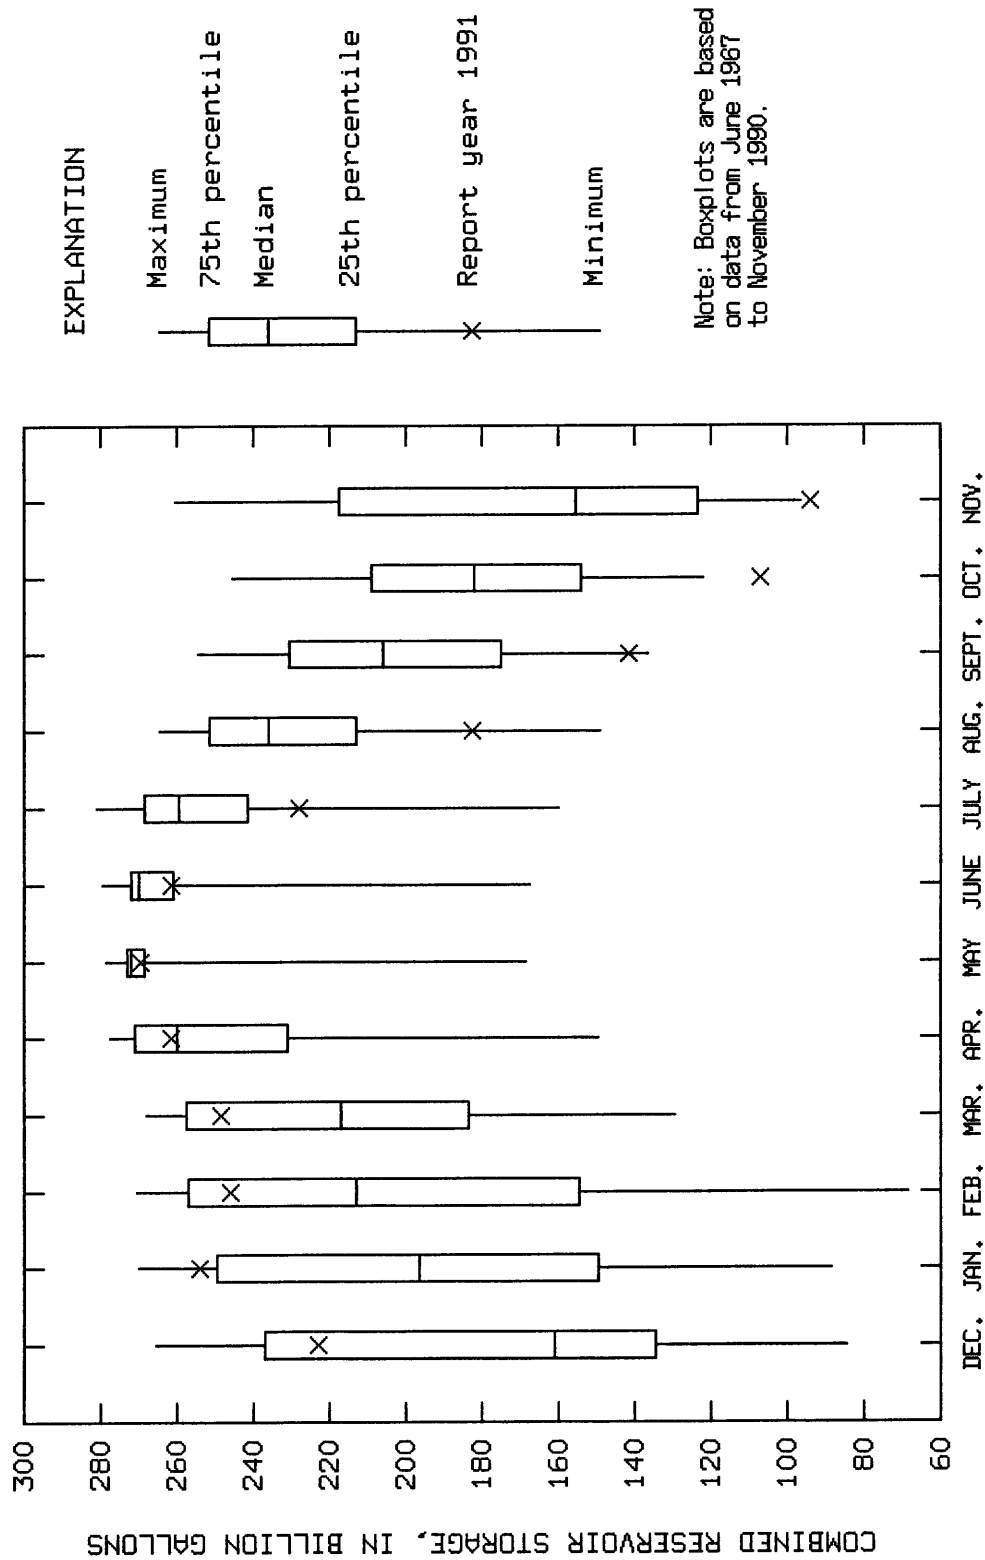 COMBINED RESERVOIR STORAGE, IN BILLION GALLONS
300
280
260
240
220
200
180
160
140
120
100
80
60
DEC. JAN. FEB. MAR. APR. MAY JUNE JULY AUG. SEPT. OCT. NOV.
EXPLANATION
Maximum
75th percentile
Median
25th percentile
Report year 1991
Minimum
Note: Boxplots are based
on data from June 1967
to November 1990.